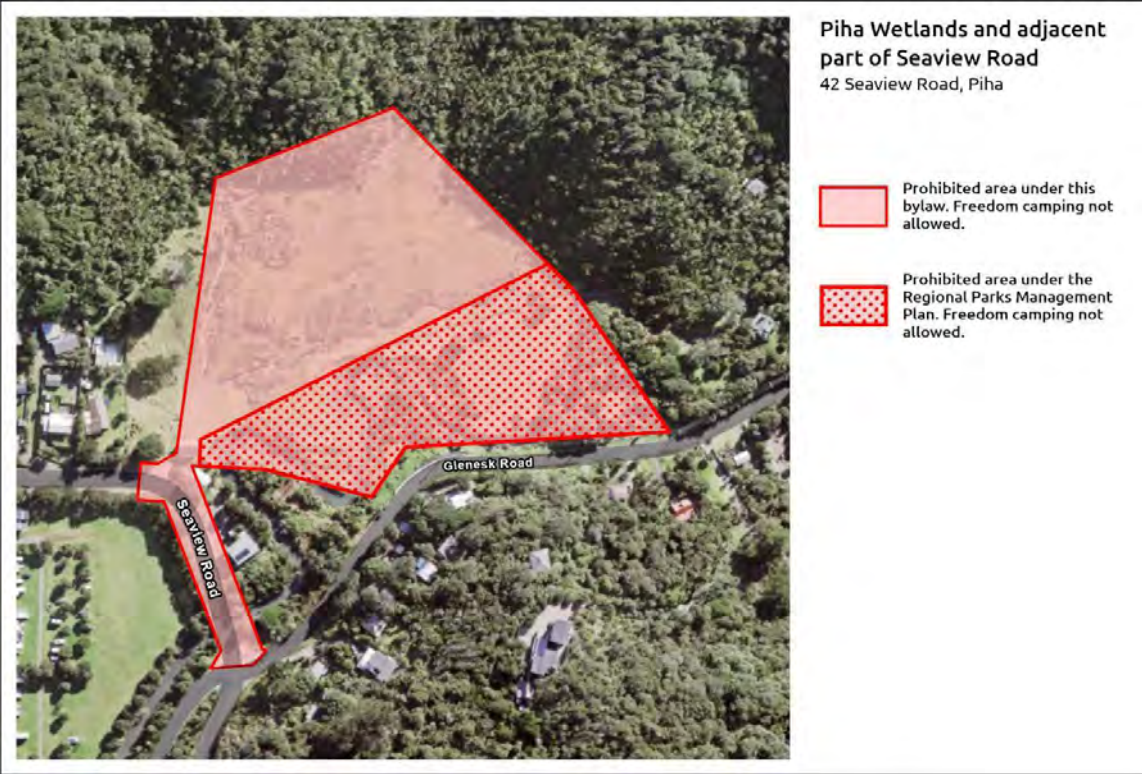 Piha Wetlands and adjacent
part of Seaview Road
42 Seaview Road, Piha
Prohibited area under this
bylaw. Freedom camping not
allowed.
Prohibited area under the
Regional Parks Management
Plan. Freedom camping not
allowed.
Glenesk Road
Seaview Road